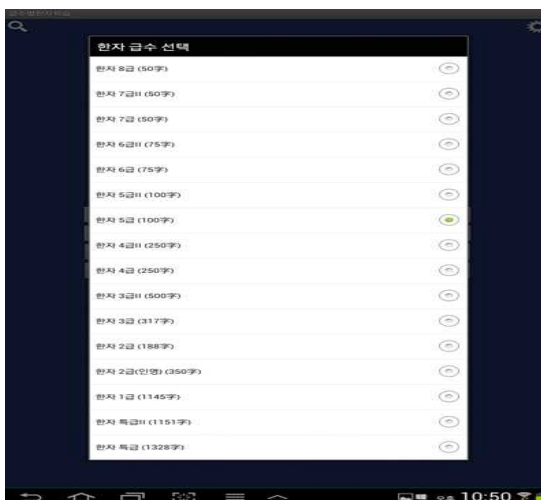 급수별한자학습
한자 급수 선택
한자 8급 (50字)
한자 7급II (50字)
한자 7급 (50字)
한자 6급II (75字)
한자 6급 (75字)
한자 5급II (100字)
한자 5급 (100字)
한자 4급II (250字)
한자 4급 (250字)
한자 3급II (500字)
한자 3급 (317字)
한자 2급 (188字)
한자 2급(인명) (350字)
한자 1급 (1145字)
한자 특급II (1151字)
한자 특급 (1328字)
10:50